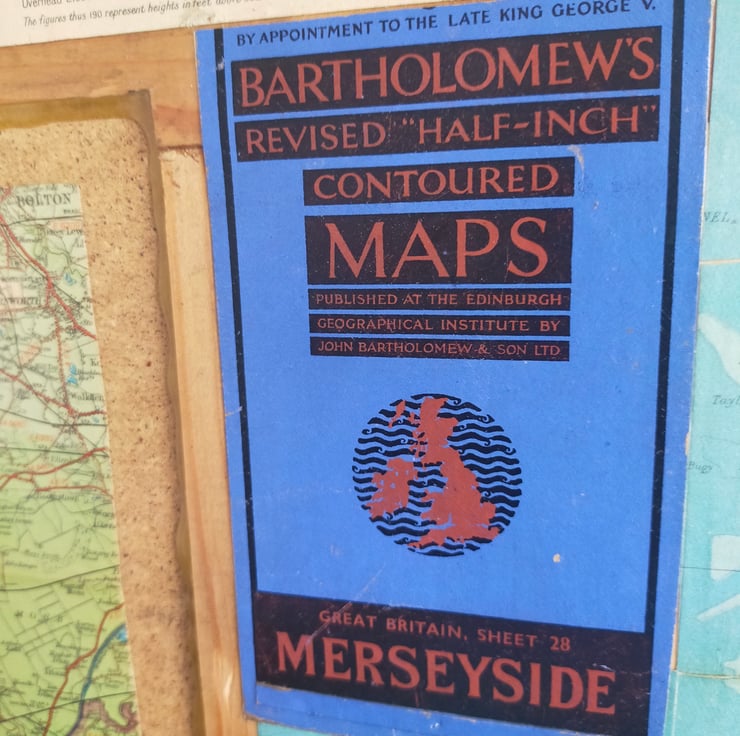 The figures thus 190 represent heights in feet above
BOLTON
BY APPOINTMENT TO THE LATE KING GEORGE V.
BARTHOLOMEW'S
REVISED "HALF-INCH"
CONTOURED
MAPS
PUBLISHED AT THE EDINBURGH
GEOGRAPHICAL INSTITUTE BY
JOHN BARTHOLOMEW & SON LTD
GREAT BRITAIN, SHEET 28
MERSEYSIDE